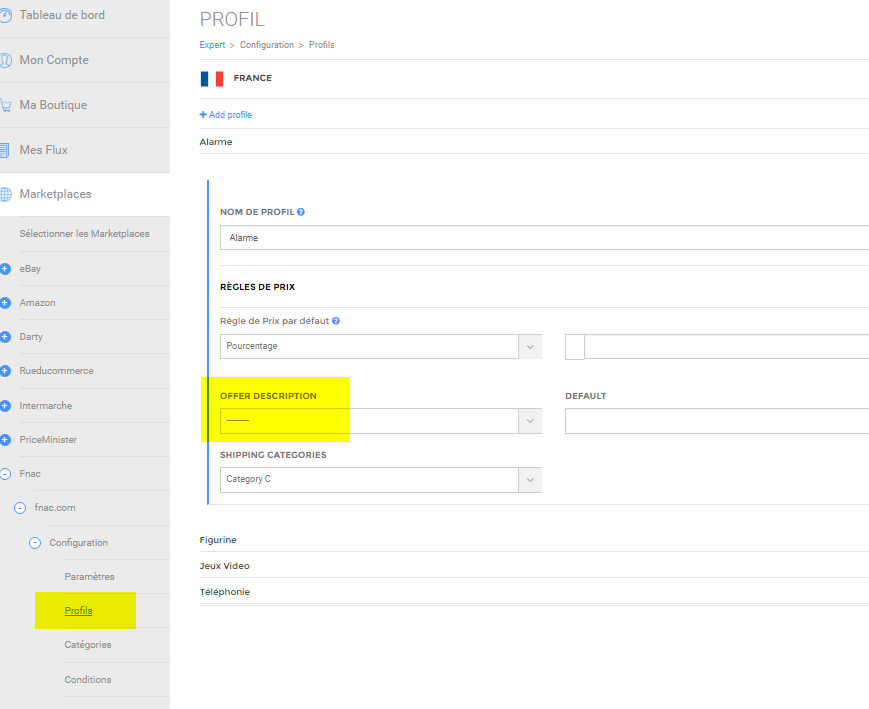 Tableau de bord
Mon Compte
Ma Boutique
Mes Flux
Marketplaces
Sélectionner les Marketplaces
eBay
Amazon
Darty
Rueducommerce
Intermarche
PriceMinister
Fnac
fnac.com
Configuration
Paramètres
Profils
Catégories
Conditions
PROFIL
Expert > Configuration > Profils
FRANCE
+ Add profile
Alarme
NOM DE PROFIL ?
Alarme
RÈGLES DE PRIX
Règle de Prix par défaut ?
Pourcentage
OFFER DESCRIPTION
DEFAULT
---------
SHIPPING CATEGORIES
Category C
Figurine
Jeux Video
Téléphonie